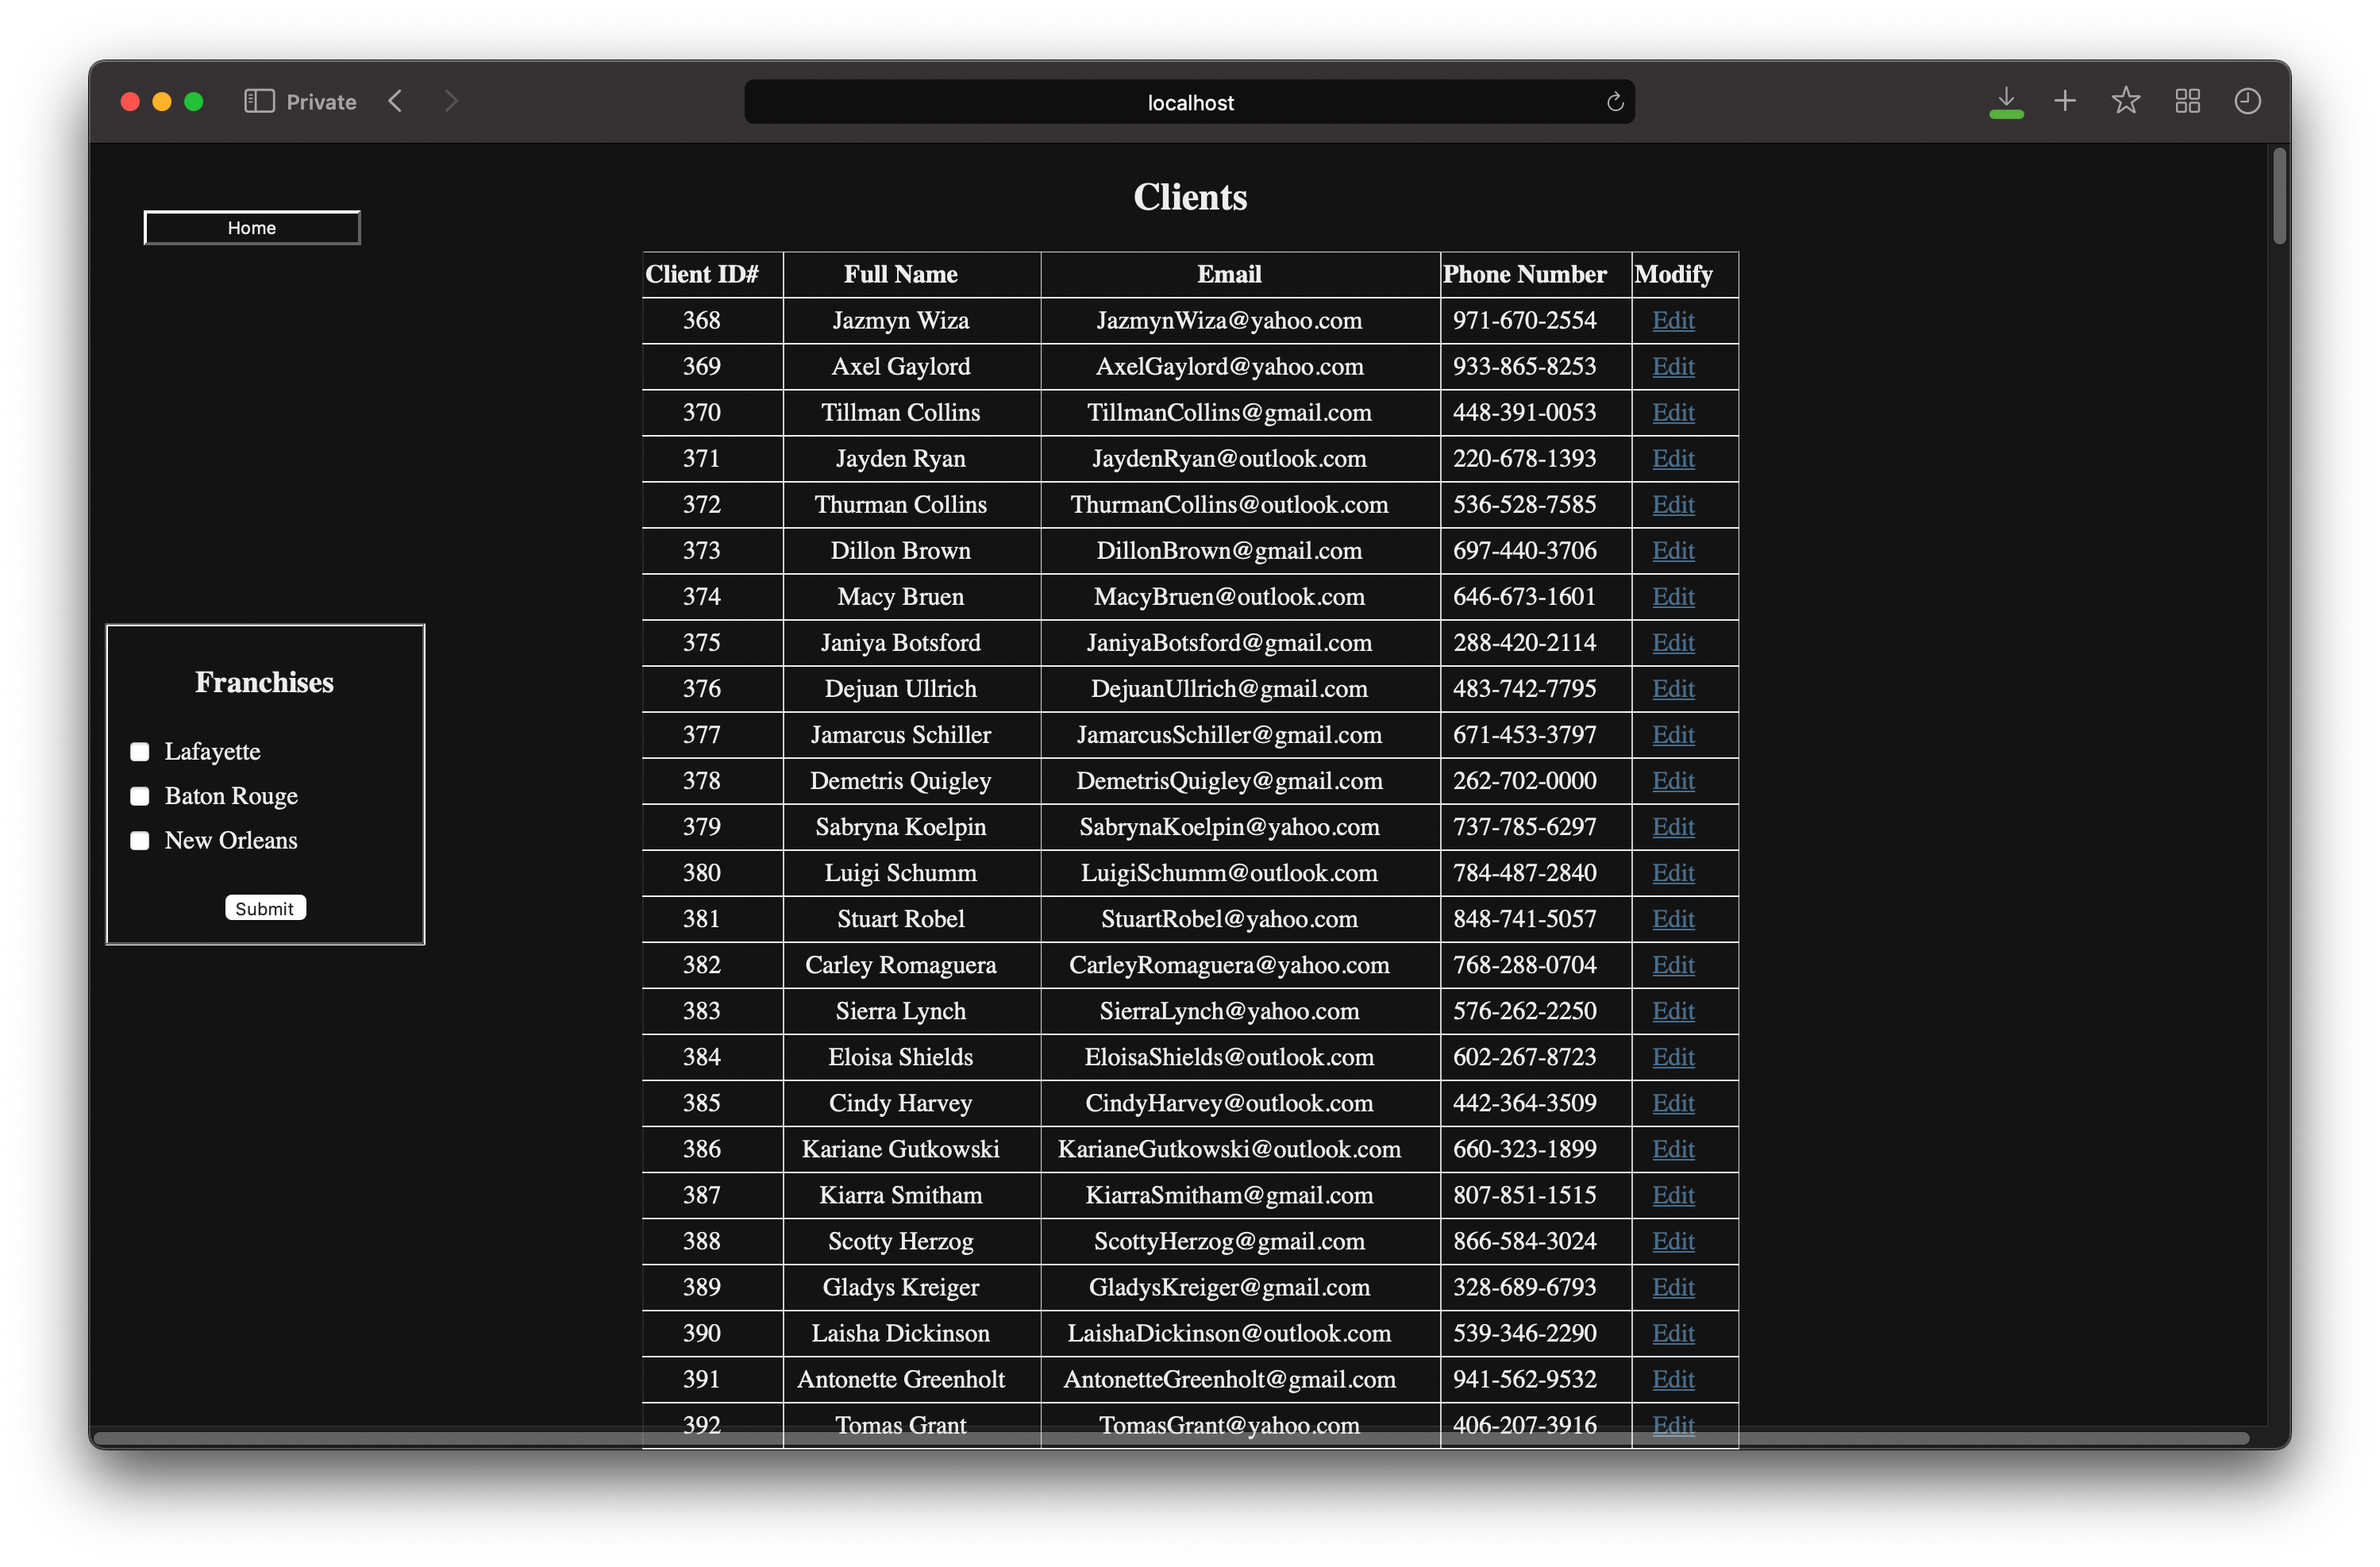 Private
localhost
Clients
Home
Client ID# Full Name Email Phone Number Modify
368 Jazmyn Wiza JazmynWiza@yahoo.com 971-670-2554 Edit
369 Axel Gaylord AxelGaylord@yahoo.com 933-865-8253 Edit
370 Tillman Collins TillmanCollins@gmail.com 448-391-0053 Edit
371 Jayden Ryan JaydenRyan@outlook.com 220-678-1393 Edit
372 Thurman Collins ThurmanCollins@outlook.com 536-528-7585 Edit
373 Dillon Brown DillonBrown@gmail.com 697-440-3706 Edit
374 Macy Bruen MacyBruen@outlook.com 646-673-1601 Edit
375 Janiya Botsford JaniyaBotsford@gmail.com 288-420-2114 Edit
376 Dejuan Ullrich DejuanUllrich@gmail.com 483-742-7795 Edit
377 Jamarcus Schiller JamarcusSchiller@gmail.com 671-453-3797 Edit
378 Demetris Quigley DemetrisQuigley@gmail.com 262-702-0000 Edit
379 Sabryna Koelpin SabrynaKoelpin@yahoo.com 737-785-6297 Edit
380 Luigi Schumm LuigiSchumm@outlook.com 784-487-2840 Edit
381 Stuart Robel StuartRobel@yahoo.com 848-741-5057 Edit
382 Carley Romaguera CarleyRomaguera@yahoo.com 768-288-0704 Edit
383 Sierra Lynch SierraLynch@yahoo.com 576-262-2250 Edit
384 Eloisa Shields EloisaShields@outlook.com 602-267-8723 Edit
385 Cindy Harvey CindyHarvey@outlook.com 442-364-3509 Edit
386 Kariane Gutkowski KarianeGutkowski@outlook.com 660-323-1899 Edit
387 Kiarra Smitham KiarraSmitham@gmail.com 807-851-1515 Edit
388 Scotty Herzog ScottyHerzog@gmail.com 866-584-3024 Edit
389 Gladys Kreiger GladysKreiger@gmail.com 328-689-6793 Edit
390 Laisha Dickinson LaishaDickinson@outlook.com 539-346-2290 Edit
391 Antonette Greenholt AntonetteGreenholt@gmail.com 941-562-9532 Edit
392 Tomas Grant TomasGrant@yahoo.com 406-207-3916 Edit
Franchises
Lafayette
Baton Rouge
New Orleans
Submit